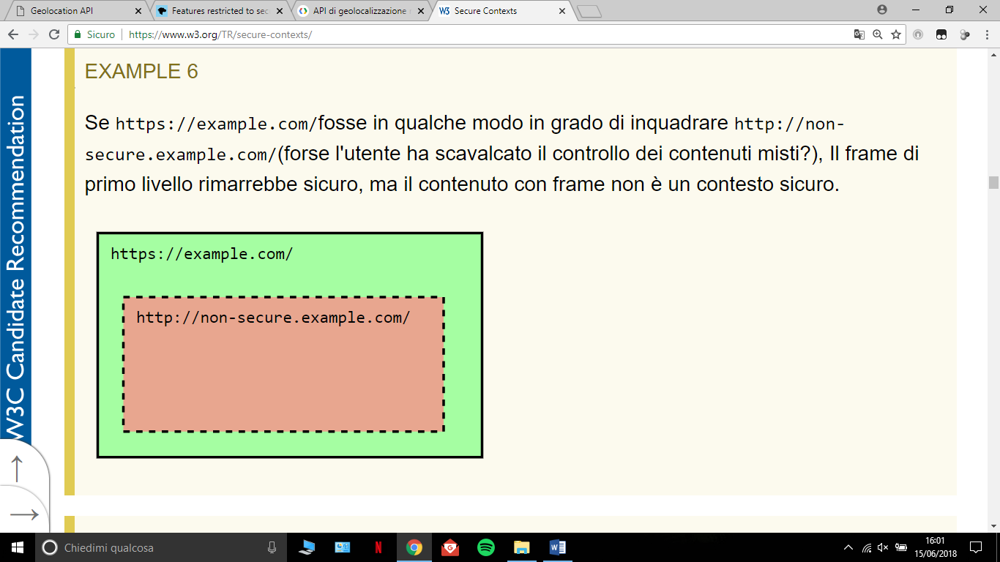 Geolocation API
Features restricted to sec
API di geolocalizzazione
W3 Secure Contexts
Sicuro https://www.w3.org/TR/secure-contexts/
W3C Candidate Recommendation
EXAMPLE 6
Se https://example.com/fosse in qualche modo in grado di inquadrare http://non-
secure.example.com/(forse l'utente ha scavalcato il controllo dei contenuti misti?), Il frame di
primo livello rimarrebbe sicuro, ma il contenuto con frame non è un contesto sicuro.
https://example.com/
http://non-secure.example.com/
Chiedimi qualcosa
16:01
15/06/2018